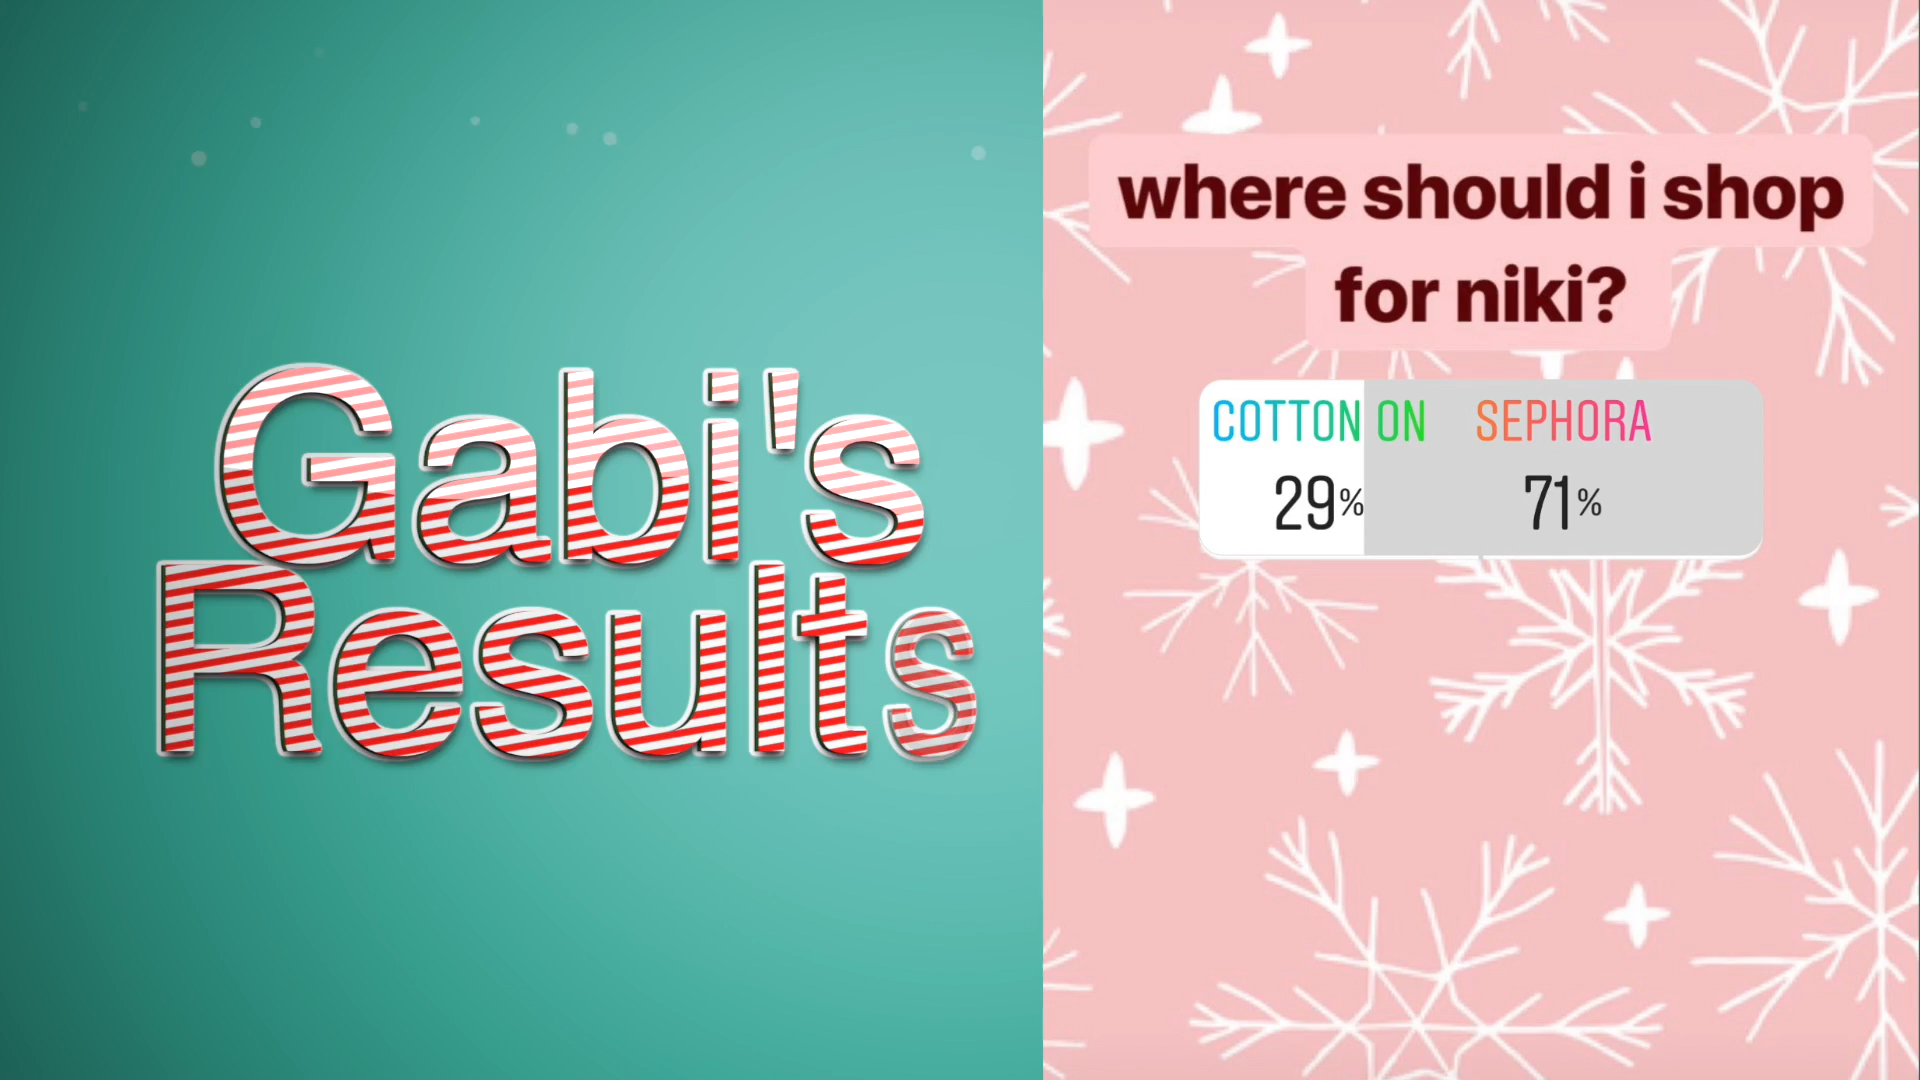 Gabi's
Results
where should i shop
for niki?
COTTON ON SEPHORA
29% 71%